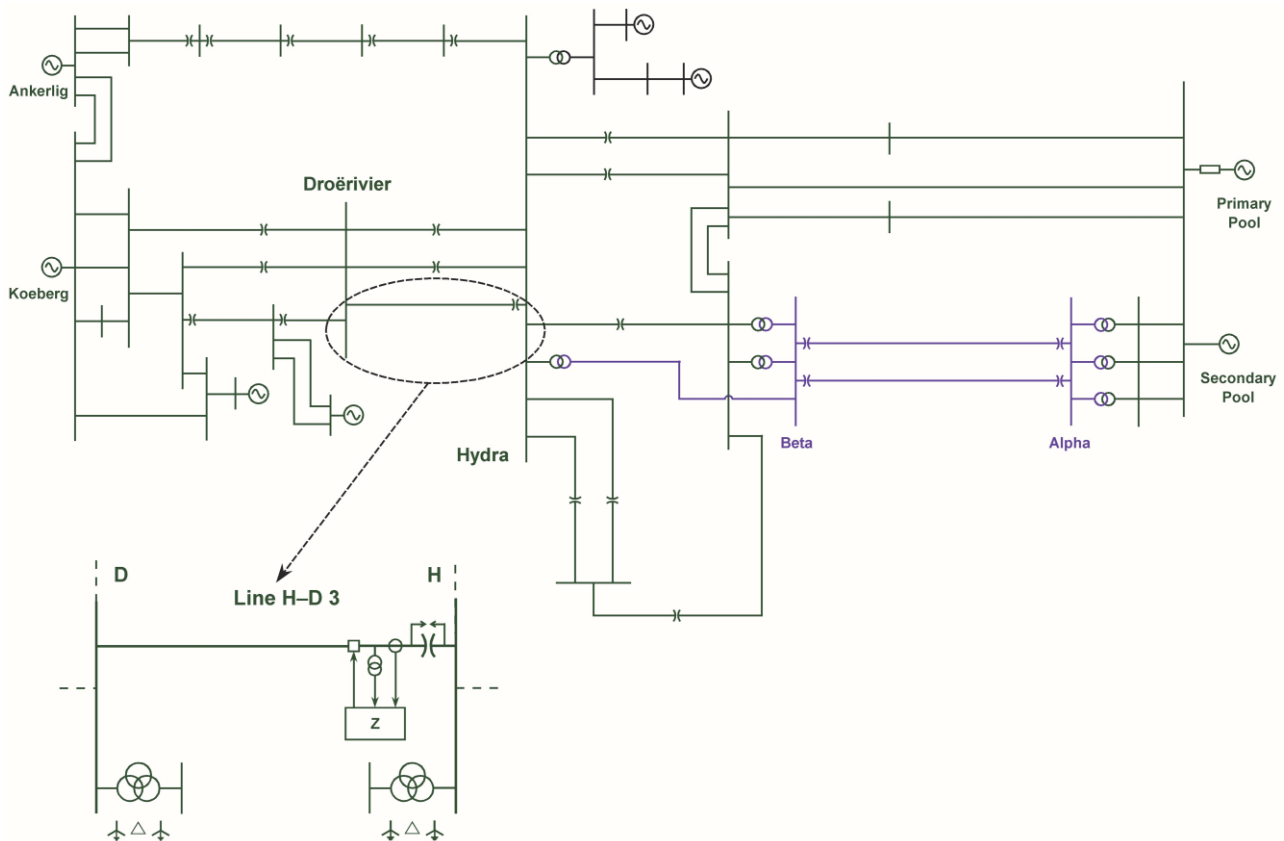 Ankerlig
Droërivier
Primary
Pool
Koeberg
Secondary
Pool
Hydra
Beta
Alpha
D
H
Line H–D 3
Z